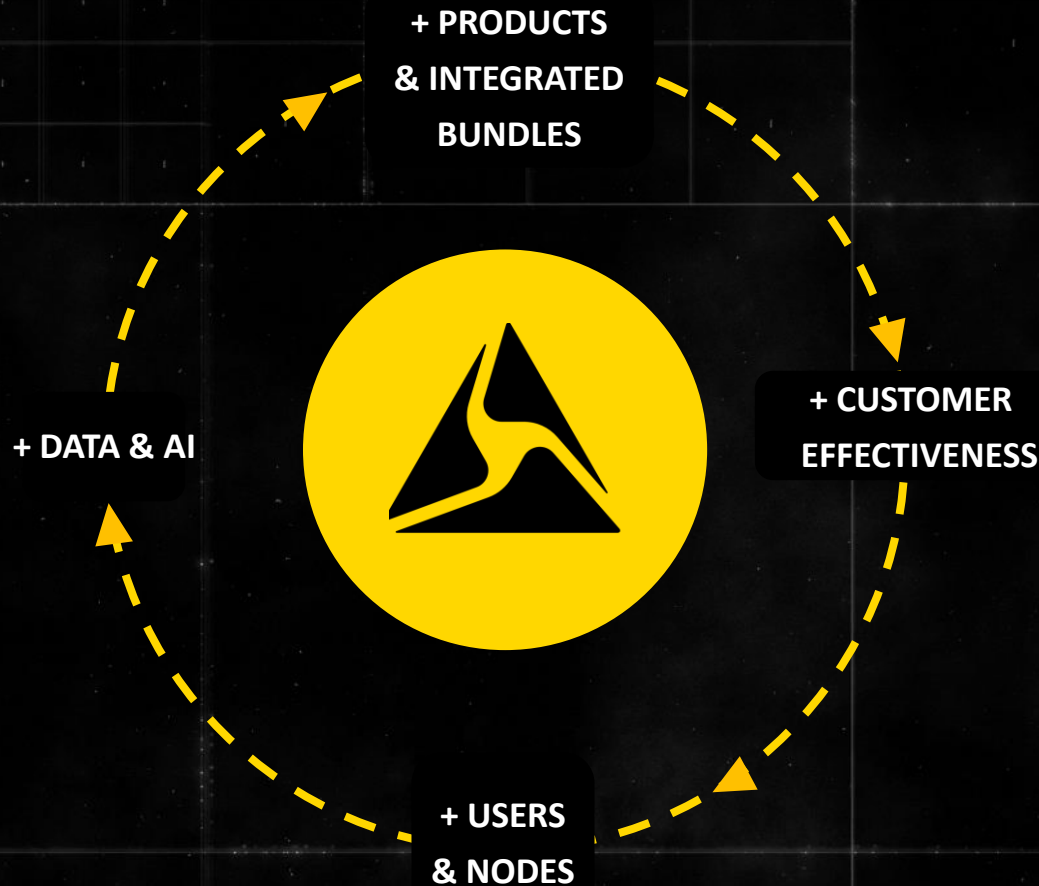 + PRODUCTS
& INTEGRATED
BUNDLES
+ CUSTOMER
EFFECTIVENESS
+ USERS
& NODES
+ DATA & AI